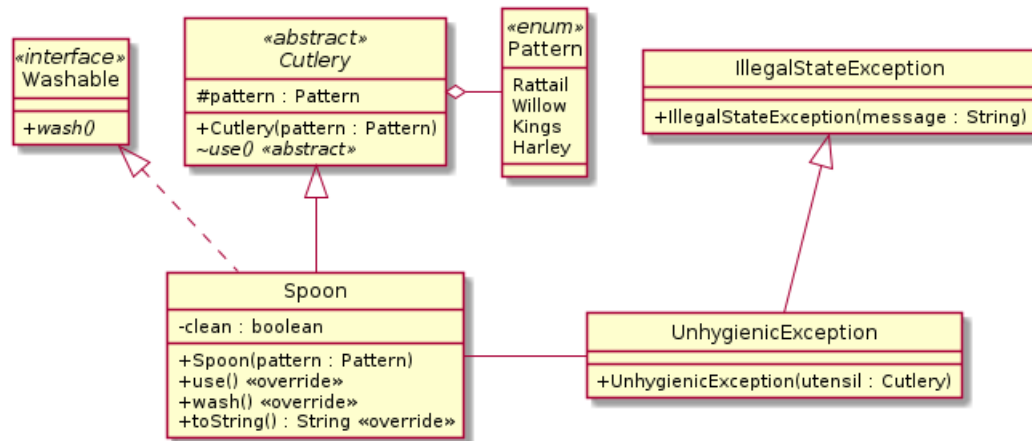 «interface»
Washable
+wash()
«abstract»
Cutlery
#pattern : Pattern
+Cutlery(pattern : Pattern)
~use() «abstract»
«enum»
Pattern
Rattail
Willow
Kings
Harley
IllegalStateException
+IllegalStateException(message : String)
Spoon
-clean : boolean
+Spoon(pattern : Pattern)
+use() «override»
+wash() «override»
+toString() : String «override»
UnhygienicException
+UnhygienicException(utensil : Cutlery)